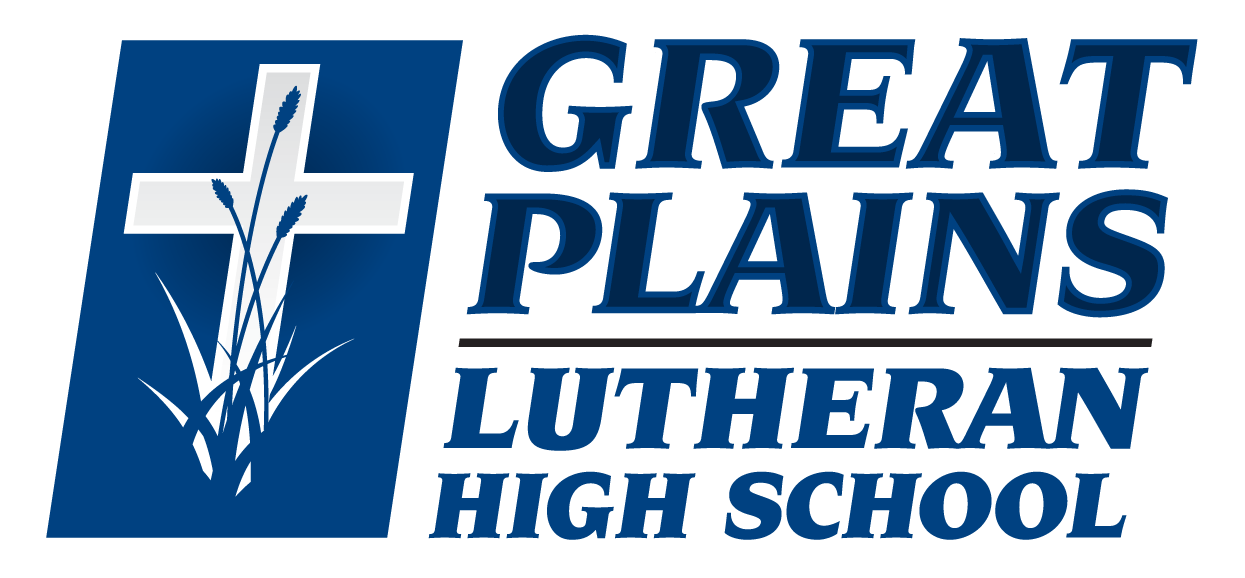 GREAT
PLAINS
LUTHERAN
HIGH SCHOOL